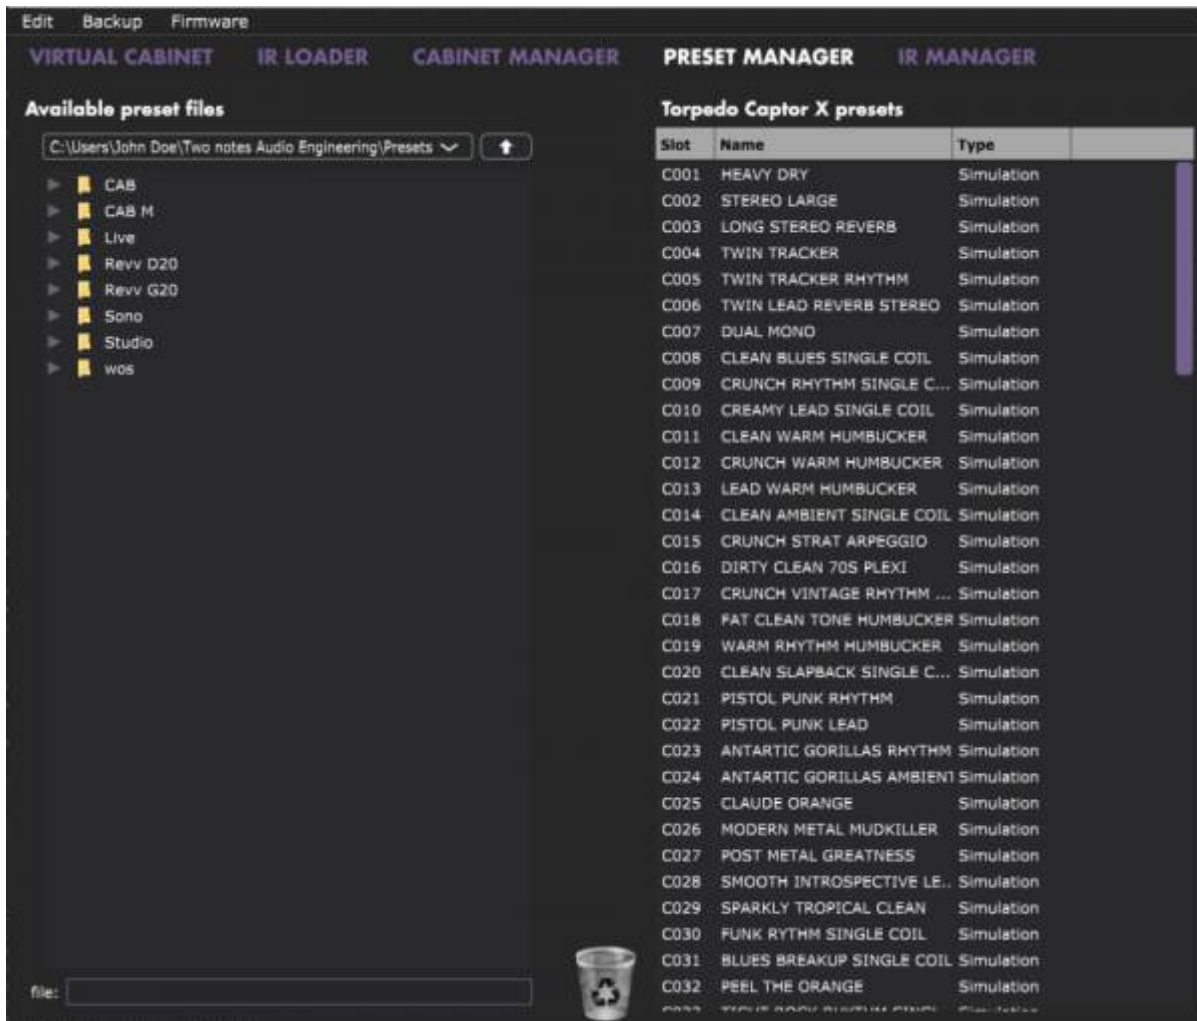 Edit Backup Firmware
VIRTUAL CABINET IR LOADER CABINET MANAGER PRESET MANAGER IR MANAGER
Available preset files
C:\Users\John Doe\Two notes Audio Engineering\Presets
CAB
CAB M
Live
Revv D20
Revv G20
Sono
Studio
wos
file:
Torpedo Captor X presets
Slot Name Type
C001 HEAVY DRY Simulation
C002 STEREO LARGE Simulation
C003 LONG STEREO REVERB Simulation
C004 TWIN TRACKER Simulation
C005 TWIN TRACKER RHYTHM Simulation
C006 TWIN LEAD REVERB STEREO Simulation
C007 DUAL MONO Simulation
C008 CLEAN BLUES SINGLE COIL Simulation
C009 CRUNCH RHYTHM SINGLE C... Simulation
C010 CREAMY LEAD SINGLE COIL Simulation
C011 CLEAN WARM HUMBUCKER Simulation
C012 CRUNCH WARM HUMBUCKER Simulation
C013 LEAD WARM HUMBUCKER Simulation
C014 CLEAN AMBIENT SINGLE COIL Simulation
C015 CRUNCH STRAT ARPEGGIO Simulation
C016 DIRTY CLEAN 70S PLEXI Simulation
C017 CRUNCH VINTAGE RHYTHM ... Simulation
C018 FAT CLEAN TONE HUMBUCKER Simulation
C019 WARM RHYTHM HUMBUCKER Simulation
C020 CLEAN SLAPBACK SINGLE C... Simulation
C021 PISTOL PUNK RHYTHM Simulation
C022 PISTOL PUNK LEAD Simulation
C023 ANTARTIC GORILLAS RHYTHM Simulation
C024 ANTARTIC GORILLAS AMBIENT Simulation
C025 CLAUDE ORANGE Simulation
C026 MODERN METAL MUDKILLER Simulation
C027 POST METAL GREATNESS Simulation
C028 SMOOTH INTROSPECTIVE LE... Simulation
C029 SPARKLY TROPICAL CLEAN Simulation
C030 FUNK RYTHM SINGLE COIL Simulation
C031 BLUES BREAKUP SINGLE COIL Simulation
C032 PEEL THE ORANGE Simulation